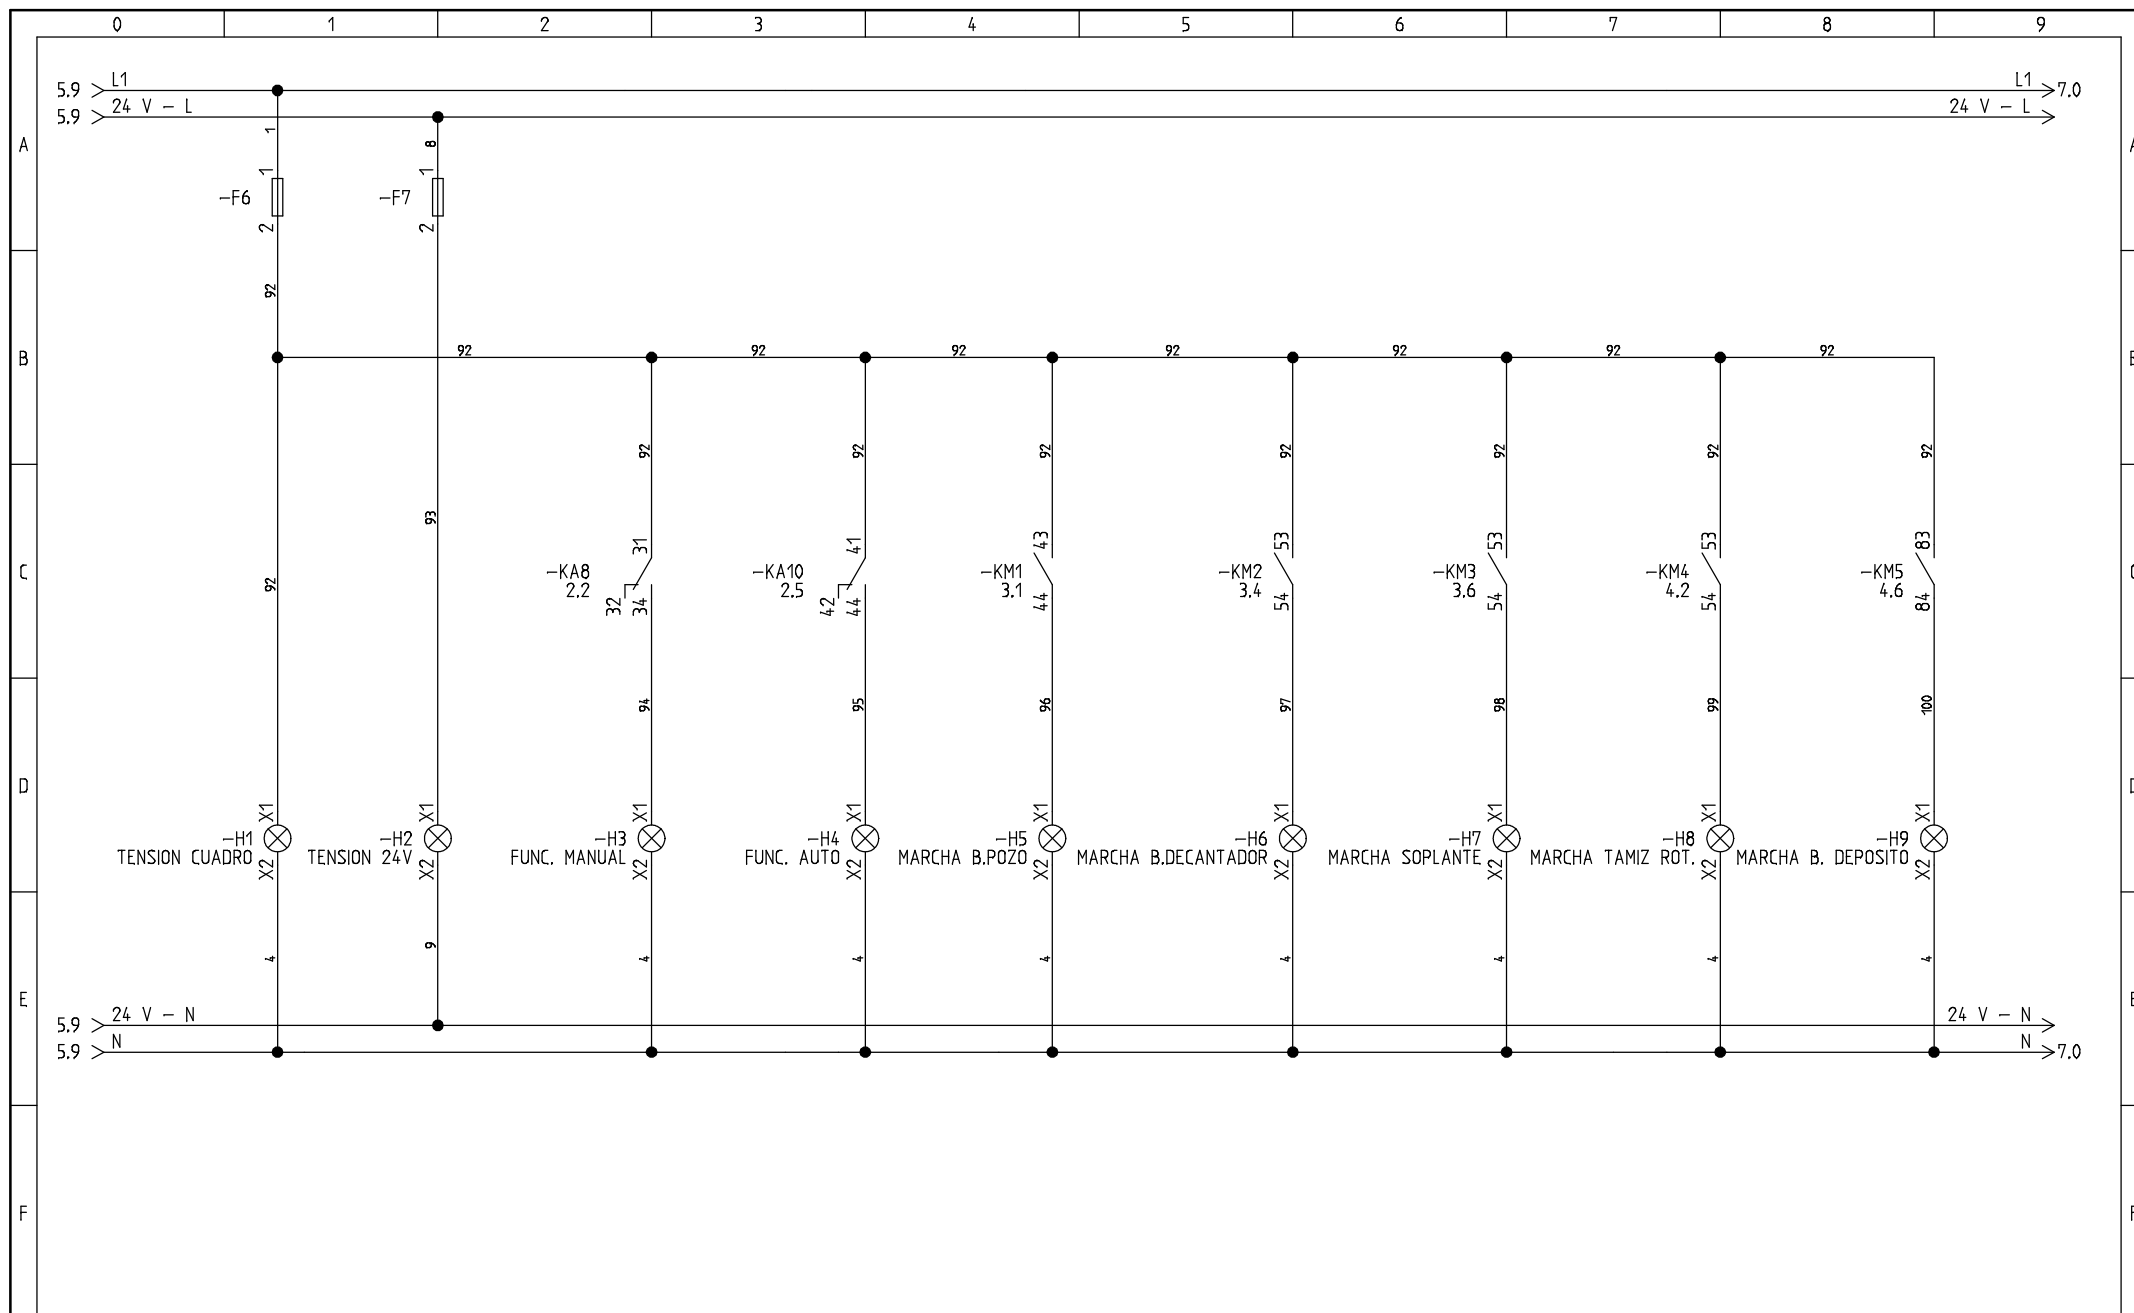 0 1 2 3 4 5 6 7 8 9
5.9 L1 L1 7.0
5.9 24 V - L 24 V - L
1 8
A
1 1
-F6 -F7
2 2
92
B
92 92 92 92 92 92 92
92 92 92 92 92 92 92
93
31 41 43 53 53 53 83
C
-KA8 -KA10 -KM1 -KM2 -KM3 -KM4 -KM5
92
2.2 2.5 3.1 3.4 3.6 4.2 4.6
32 34 42 44 44 54 54 54 84
94 95 96 97 98 99 100
D
X1 X1 X1 X1 X1 X1 X1 X1 X1
-H1 -H2 -H3 -H4 -H5 -H6 -H7 -H8 -H9
TENSION CUADRO TENSION 24V FUNC. MANUAL FUNC. AUTO MARCHA B.POZO MARCHA B.DECANTADOR MARCHA SOPLANTE MARCHA TAMIZ ROT. MARCHA B. DEPOSITO
X2 X2 X2 X2 X2 X2 X2 X2 X2
9
4 4 4 4 4 4 4 4
E
5.9 24 V - N 24 V - N
5.9 N N 7.0
F